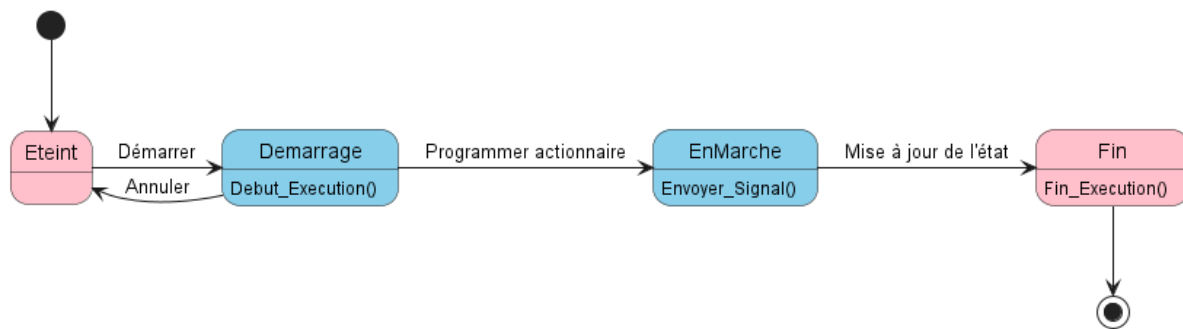 Eteint
Démarrer
Annuler
Demarrage
Debut_Execution()
Programmer actionnaire
EnMarche
Envoyer_Signal()
Mise à jour de l'état
Fin
Fin_Execution()